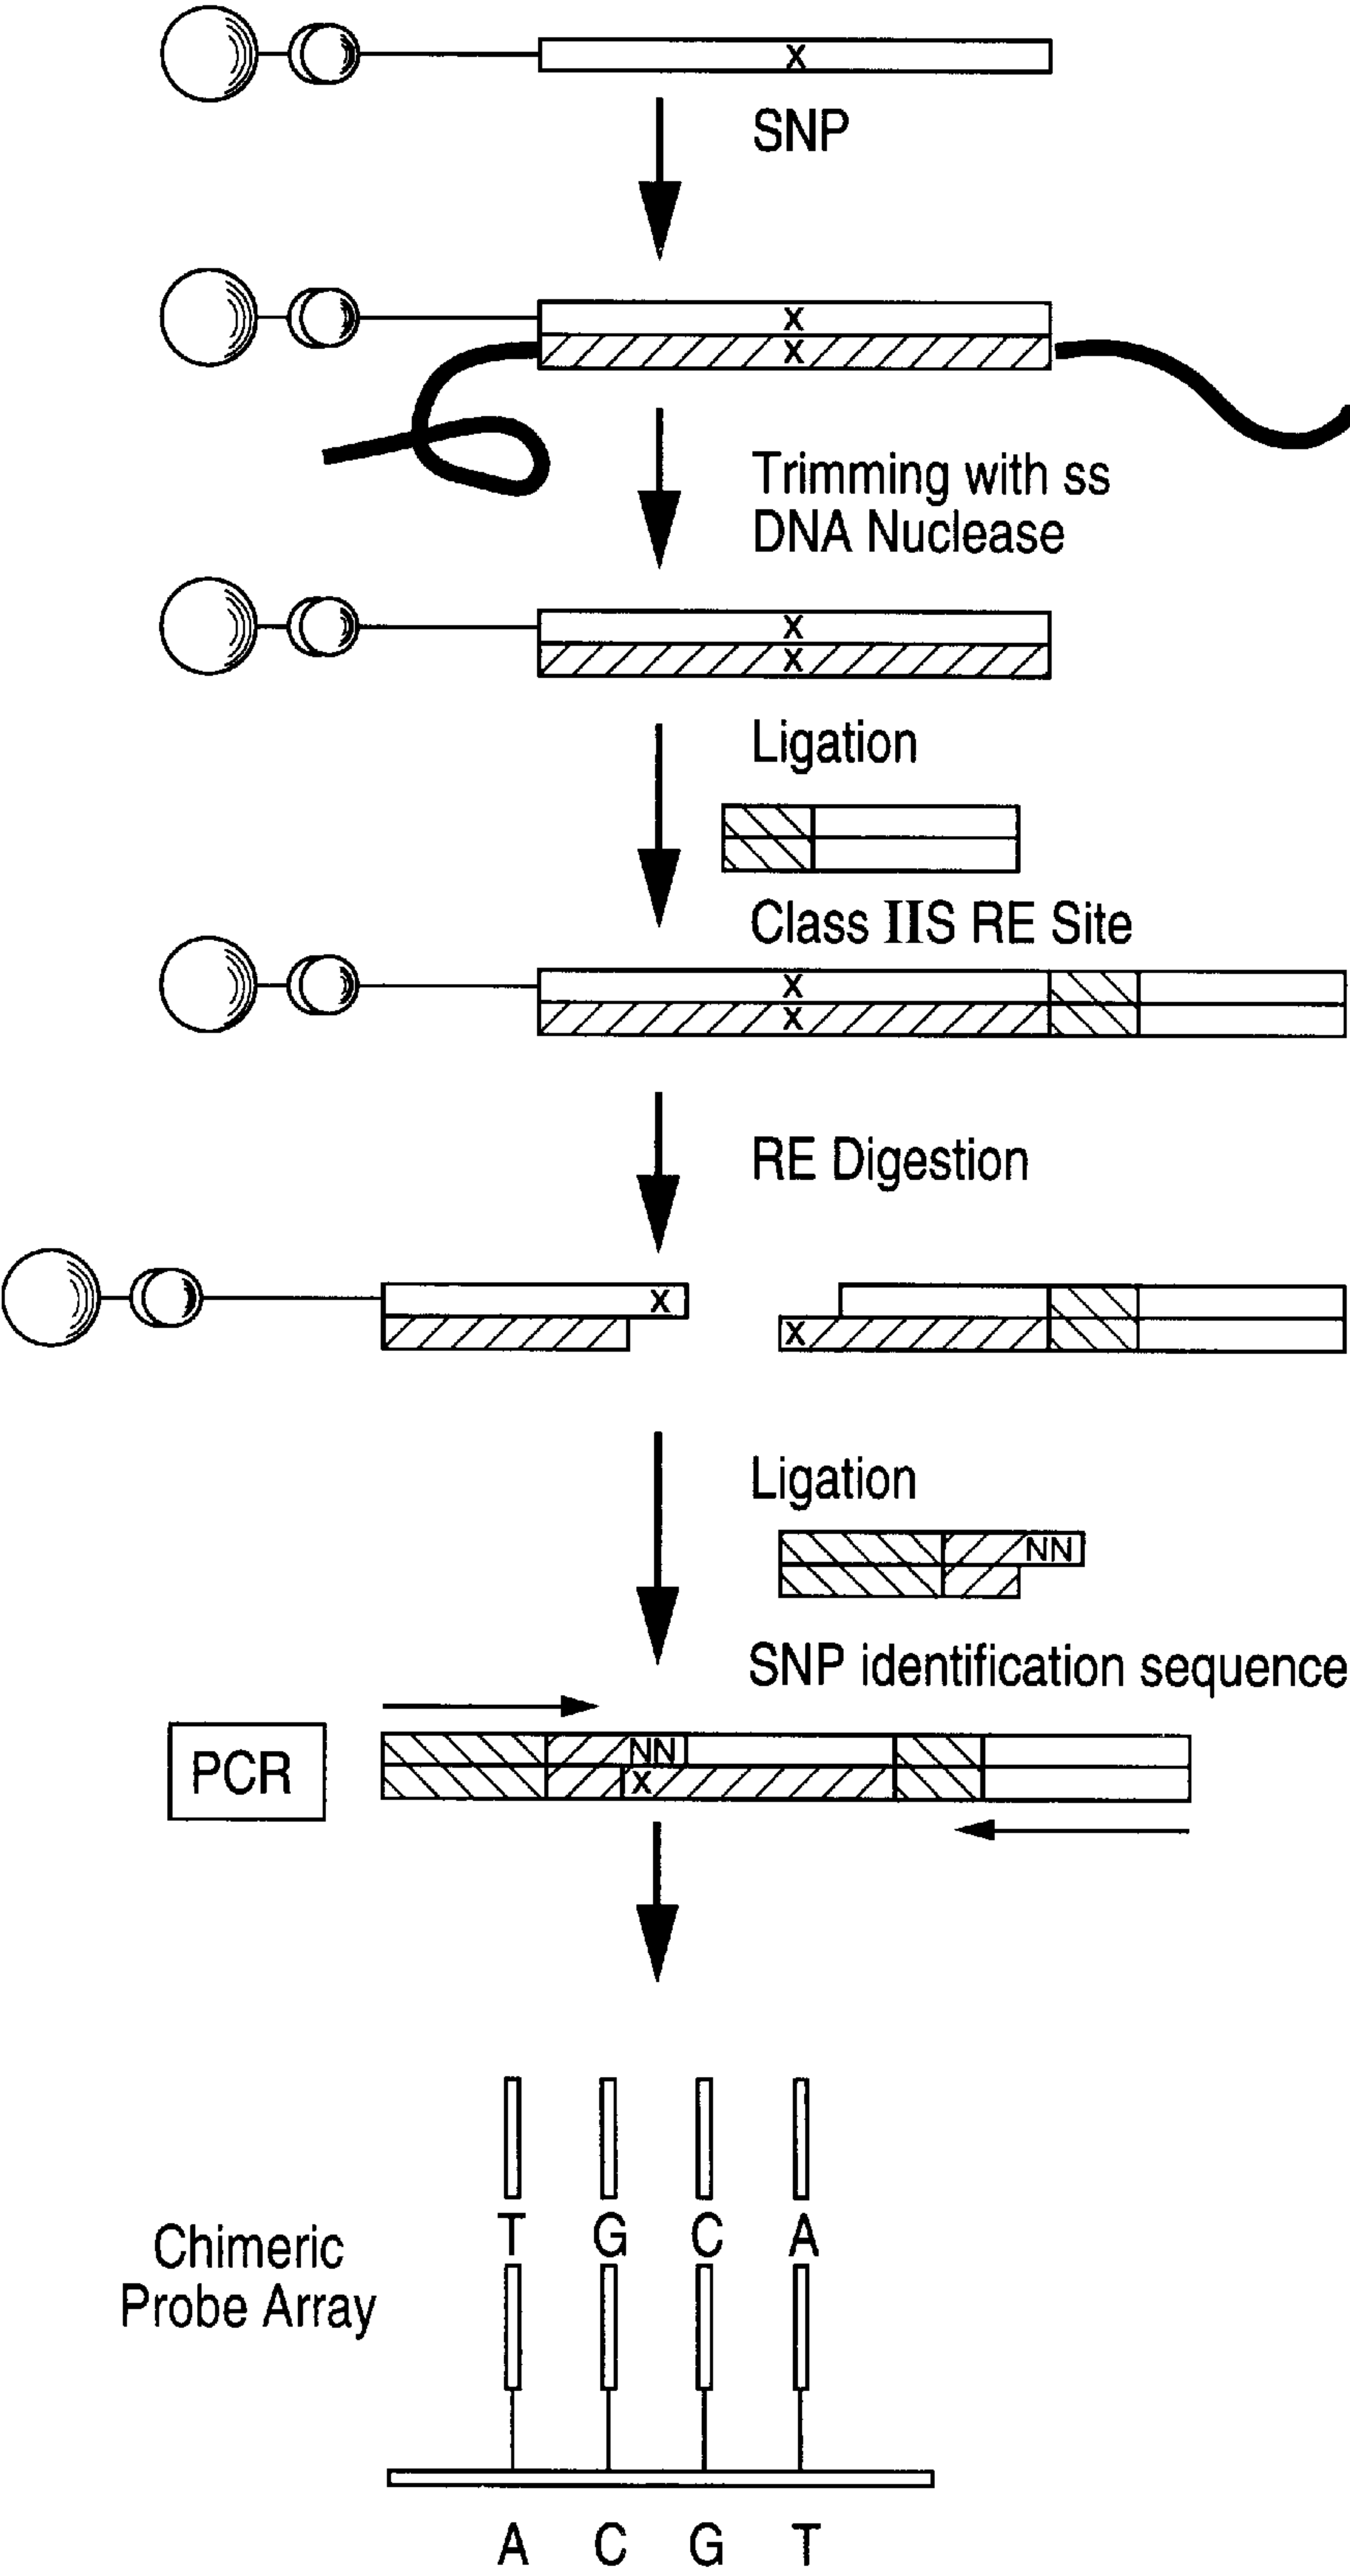 X
SNP
X
X
Trimming with ss
DNA Nuclease
X
X
Ligation
Class IIS RE Site
X
X
RE Digestion
X
X
Ligation
NN
SNP identification sequence
PCR
NN
X
T G C A
Chimeric
Probe Array
A C G T